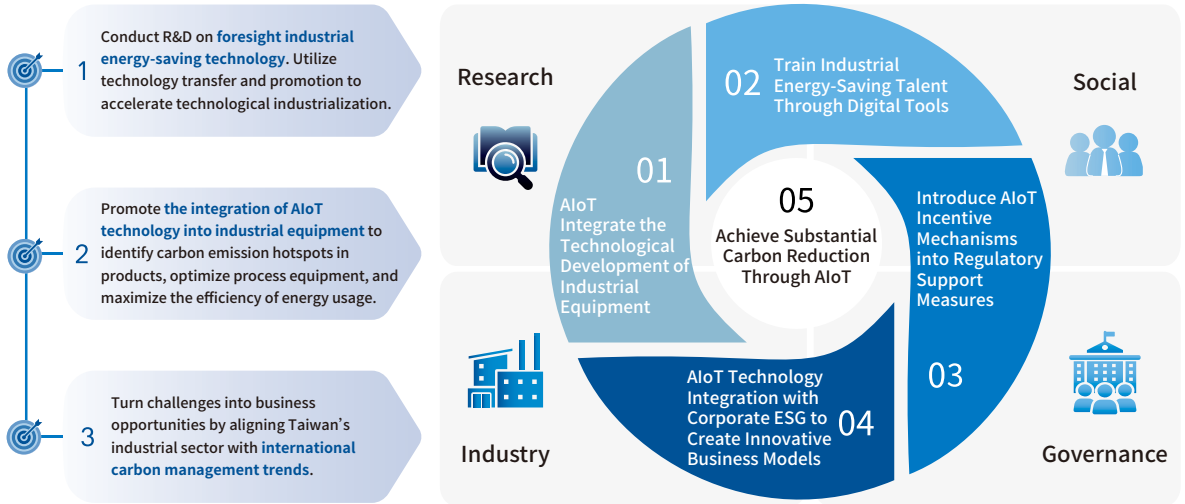 1
Conduct R&D on foresight industrial
energy-saving technology. Utilize
technology transfer and promotion to
accelerate technological industrialization.
2
Promote the integration of AIoT
technology into industrial equipment to
identify carbon emission hotspots in
products, optimize process equipment, and
maximize the efficiency of energy usage.
3
Turn challenges into business
opportunities by aligning Taiwan's
industrial sector with international
carbon management trends.
Research
Social
Industry
Governance
01
AIoT
Integrate the
Technological
Development of
Industrial
Equipment
02
Train Industrial
Energy-Saving Talent
Through Digital Tools
Introduce AIoT
Incentive
Mechanisms
into Regulatory
Support
Measures
03
AIoT Technology
Integration with
Corporate ESG to
Create Innovative
Business Models
04
05
Achieve Substantial
Carbon Reduction
Through AIoT